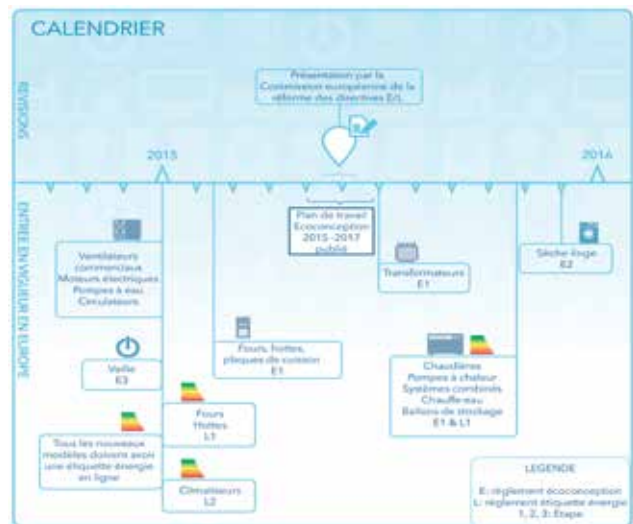 CALENDRIER
RÉVISIONS
Présentation par la
Commission européenne de la
réforme des directives E/L
2015
2016
ENTRÉE EN VIGUEUR EN EUROPE
Ventilateurs
commerciaux
Moteurs électriques
Pompes à eau
Circulateurs
Plan de travail
Ecoconception
2015-2017
publié
Transformateurs
E1
Sèche-linge
E2
Veille
E3
Fours, hottes,
plaques de cuisson
E1
Chaudières
Pompes à chaleur
Systèmes combinés
Chauffe-eau
Ballons de stockage
E1 & L1
Fours
Hottes
L1
Tous les nouveaux
modèles doivent avoir
une étiquette énergie
en ligne
Climatiseurs
L2
LEGENDE
E: règlement écoconception
L: règlement étiquette énergie
1, 2, 3: Etape